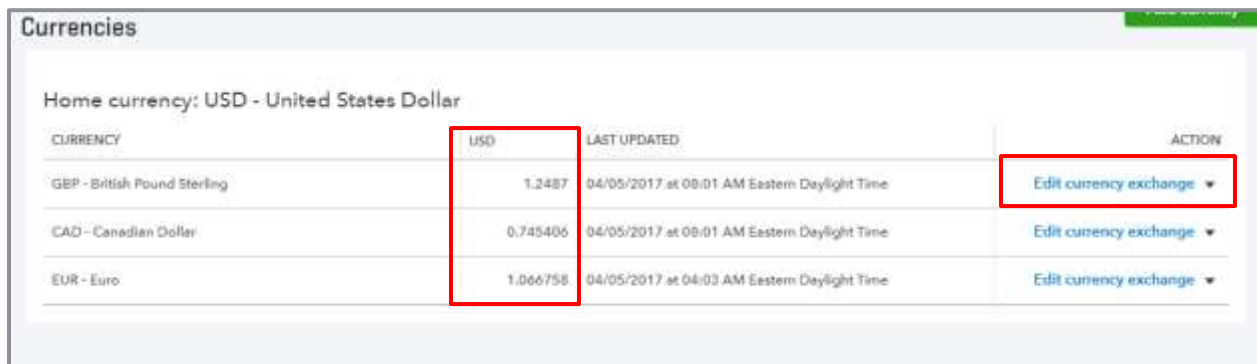 Currencies
Home currency: USD - United States Dollar
CURRENCY USD LAST UPDATED ACTION
GBP - British Pound Sterling 1.2487 04/05/2017 at 08:01 AM Eastern Daylight Time Edit currency exchange
CAD - Canadian Dollar 0.745406 04/05/2017 at 08:01 AM Eastern Daylight Time Edit currency exchange
EUR - Euro 1.066758 04/05/2017 at 04:03 AM Eastern Daylight Time Edit currency exchange